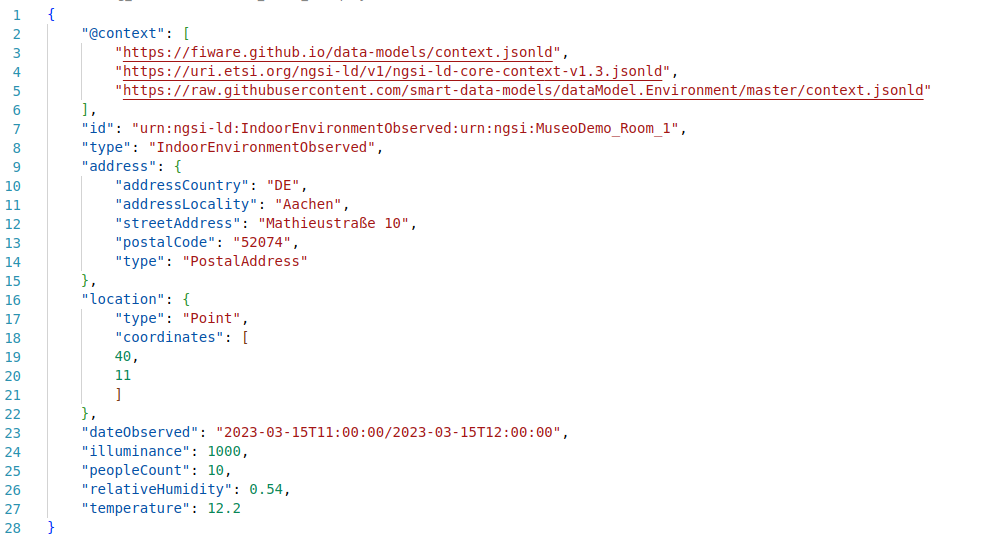 1 {
2 "@context": [
3 "https://fiware.github.io/data-models/context.jsonld",
4 "https://uri.etsi.org/ngsi-ld/v1/ngsi-ld-core-context-v1.3.jsonld",
5 "https://raw.githubusercontent.com/smart-data-models/dataModel.Environment/master/context.jsonld"
6 ],
7 "id": "urn:ngsi-ld:IndoorEnvironmentObserved:urn:ngsi:MuseoDemo_Room_1",
8 "type": "IndoorEnvironmentObserved",
9 "address": {
10 "addressCountry": "DE",
11 "addressLocality": "Aachen",
12 "streetAddress": "Mathieustraße 10",
13 "postalCode": "52074",
14 "type": "PostalAddress"
15 },
16 "location": {
17 "type": "Point",
18 "coordinates": [
19 40,
20 11
21 ]
22 },
23 "dateObserved": "2023-03-15T11:00:00/2023-03-15T12:00:00",
24 "illuminance": 1000,
25 "peopleCount": 10,
26 "relativeHumidity": 0.54,
27 "temperature": 12.2
28 }